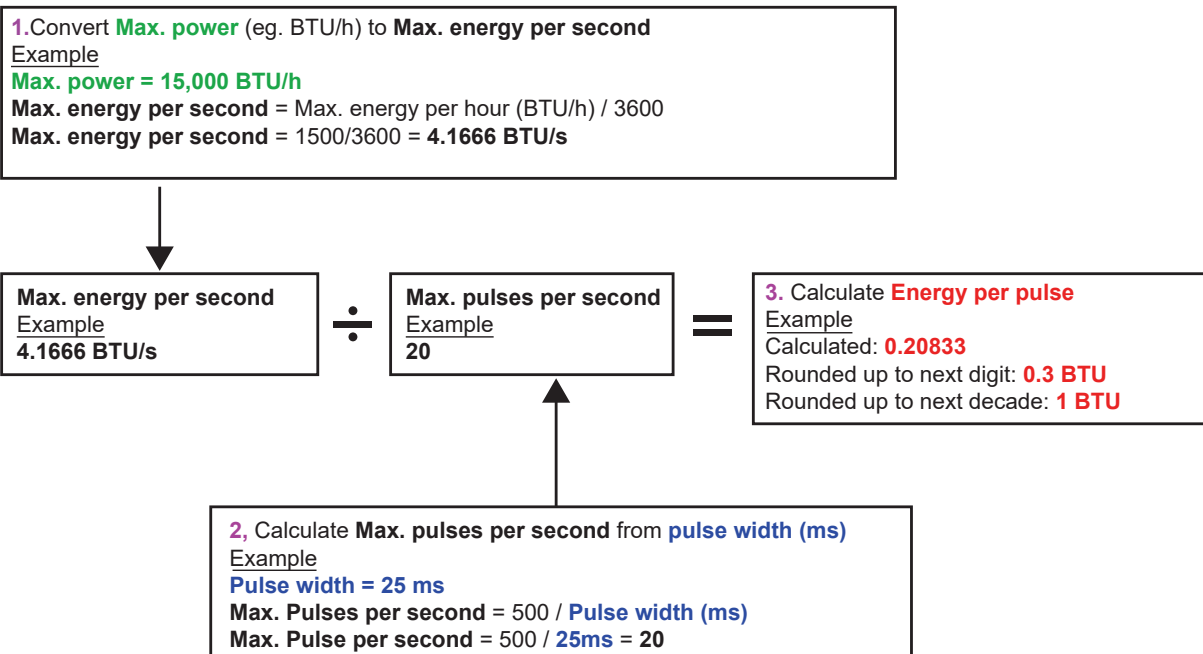 1.Convert Max. power (eg. BTU/h) to Max. energy per second
Example
Max. power = 15,000 BTU/h
Max. energy per second = Max. energy per hour (BTU/h) / 3600
Max. energy per second = 1500/3600 = 4.1666 BTU/s
Max. energy per second
Example
4.1666 BTU/s
÷
Max. pulses per second
Example
20
=
3. Calculate Energy per pulse
Example
Calculated: 0.20833
Rounded up to next digit: 0.3 BTU
Rounded up to next decade: 1 BTU
2, Calculate Max. pulses per second from pulse width (ms)
Example
Pulse width = 25 ms
Max. Pulses per second = 500 / Pulse width (ms)
Max. Pulse per second = 500 / 25ms = 20